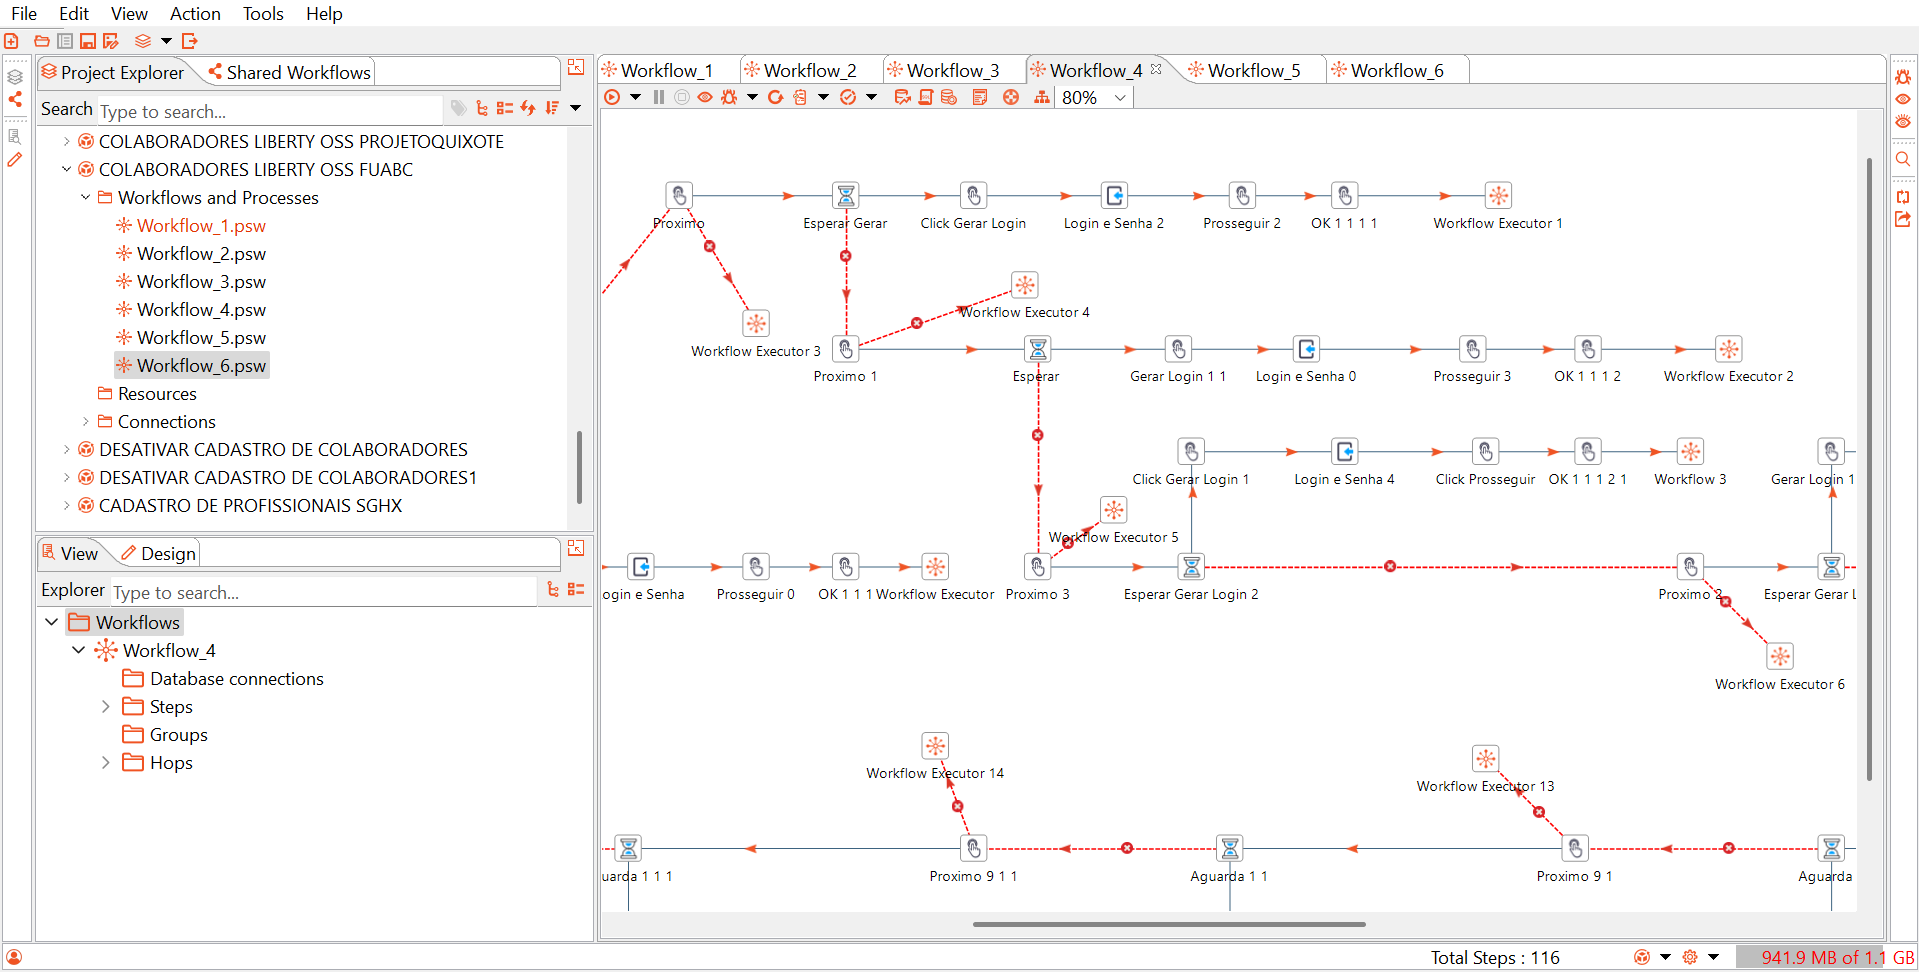 File Edit View Action Tools Help
Project Explorer Shared Workflows
Search Type to search...
COLABORADORES LIBERTY OSS PROJETOQUIXOTE
COLABORADORES LIBERTY OSS FUABC
Workflows and Processes
Workflow_1.psw
Workflow_2.psw
Workflow_3.psw
Workflow_4.psw
Workflow_5.psw
Workflow_6.psw
Resources
Connections
DESATIVAR CADASTRO DE COLABORADORES
DESATIVAR CADASTRO DE COLABORADORES1
CADASTRO DE PROFISSIONAIS SGHX
View Design
Explorer Type to search...
Workflows
Workflow_4
Database connections
Steps
Groups
Hops
Workflow_1 Workflow_2 Workflow_3 Workflow_4 Workflow_5 Workflow_6
80%
Proximo Esperar Gerar Click Gerar Login Login e Senha 2 Prosseguir 2 OK 1 1 1 1 Workflow Executor 1
Workflow Executor 4
Workflow Executor 3
Proximo 1 Esperar Gerar Login 1 1 Login e Senha 0 Prosseguir 3 OK 1 1 1 2 Workflow Executor 2
Click Gerar Login 1 Login e Senha 4 Click Prosseguir OK 1 1 1 2 1 Workflow 3 Gerar Login 1
Workflow Executor 5
ogin e Senha Prosseguir 0 OK 1 1 1 Workflow Executor Proximo 3 Esperar Gerar Login 2 Proximo 2 Esperar Gerar L
Workflow Executor 6
Workflow Executor 14
Workflow Executor 13
uarda 1 1 1 Proximo 9 1 1 Aguarda 1 1 Proximo 9 1 Aguarda
Total Steps : 116
941.9 MB of 1.1 GB